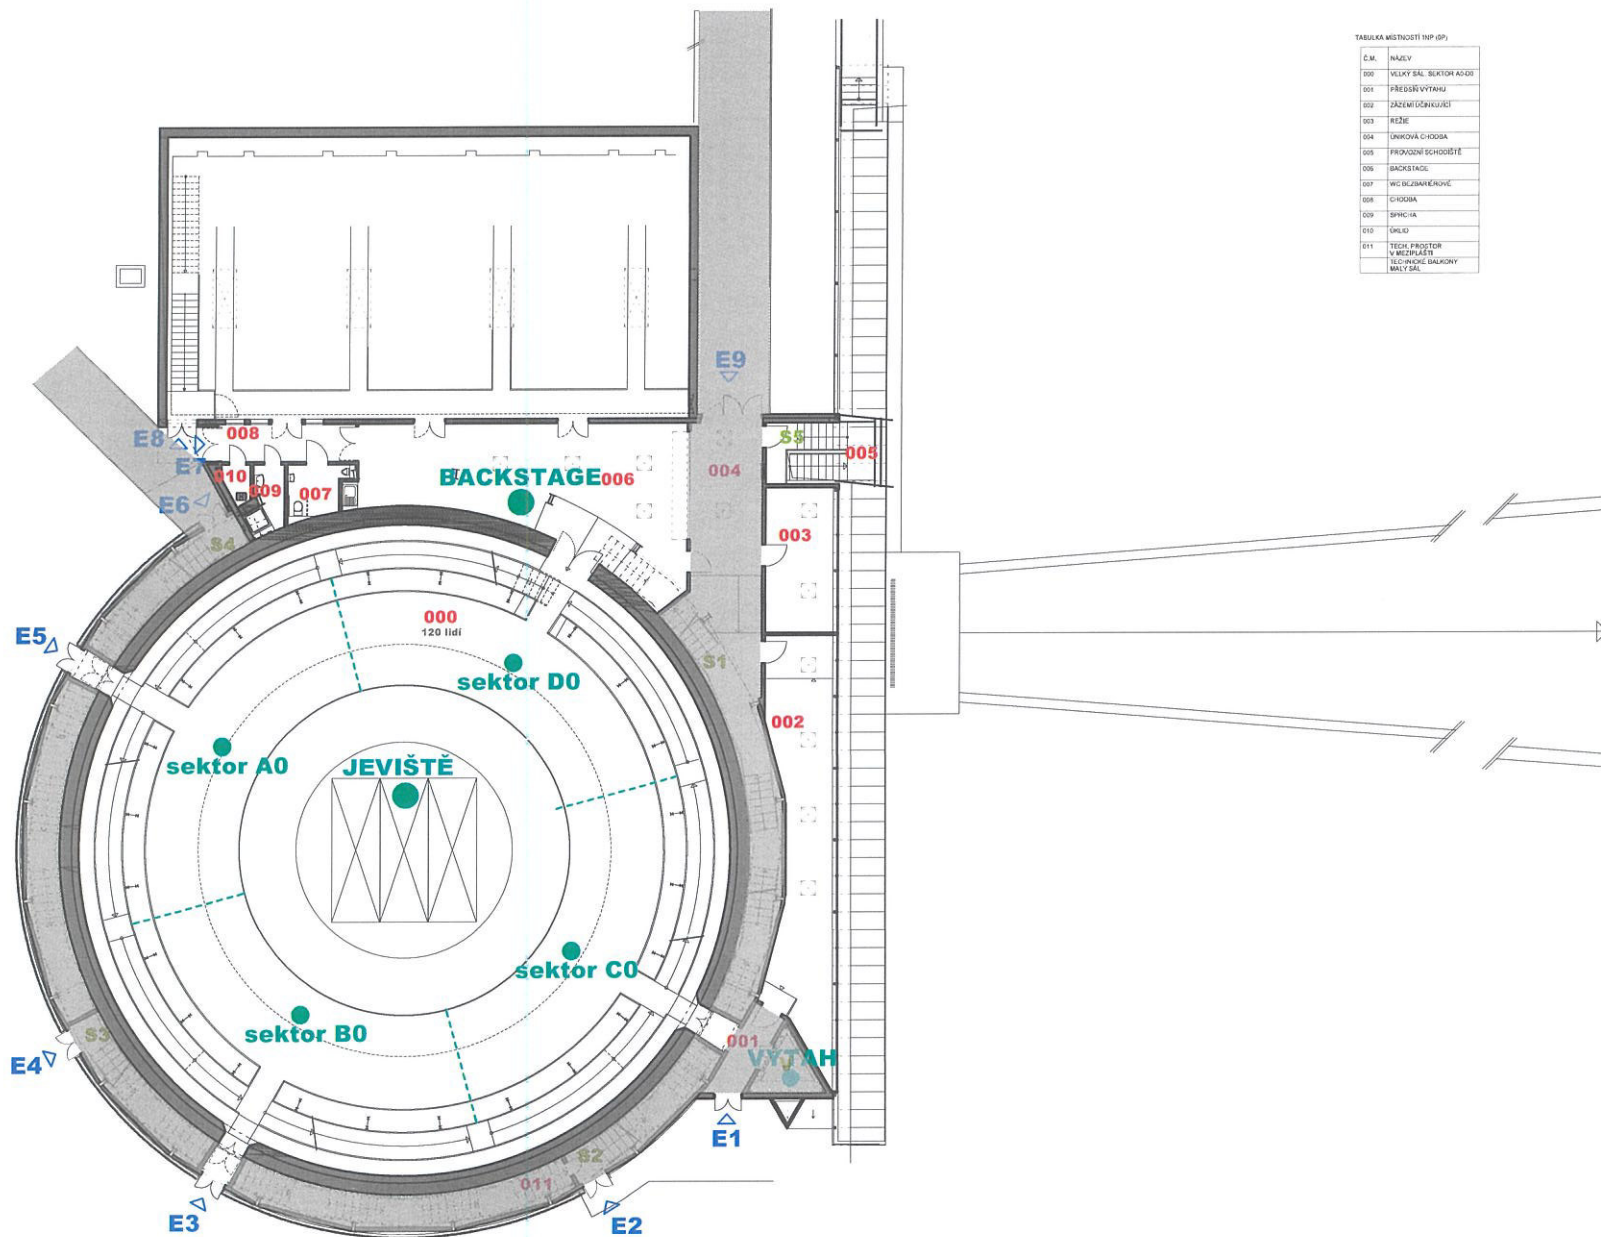 TABULKA MÍSTNOSTÍ 1NP (0P)
Č.M. NÁZEV
000 VELKÝ SÁL SEKTOR A0-D0
001 PŘEDSÍŇ VÝTAHU
002 ZÁZEMÍ ÚČINKUJÍCÍ
003 REŽIE
004 ÚNIKOVÁ CHODBA
005 PROVOZNÍ SCHODIŠTĚ
006 BACKSTAGE
007 WC BEZBARIÉROVÉ
008 CHODBA
009 SPRCHA
010 ÚKLID
011 TECH. PROSTOR
V MEZIPLÁŠTI
TECHNICKÉ BALKONY
MALÝ SÁL
E9
E8
008
S5
005
E7
010
009
007
BACKSTAGE
006
004
E6
S4
003
000
120 lidí
E5
S1
sektor D0
002
sektor A0
JEVIŠTĚ
sektor C0
sektor B0
S3
001
VÝTAH
E4
E1
S2
011
E3
E2